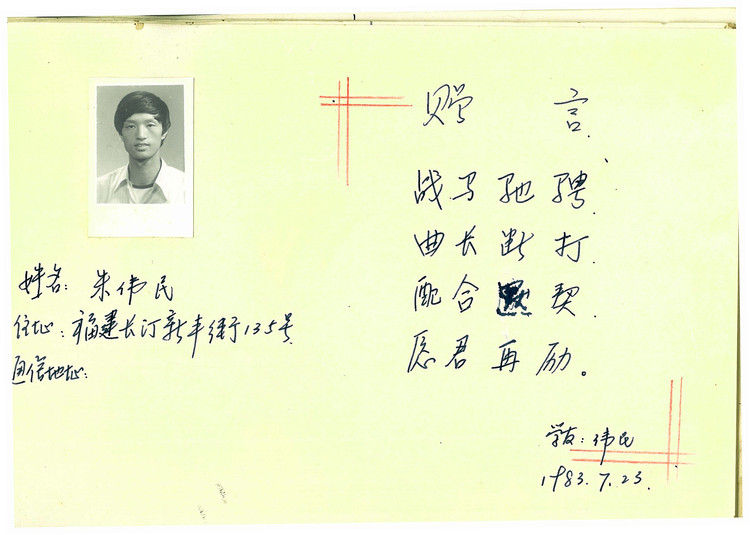 姓名：朱伟民
住址：福建长汀新丰街135号
通信地址：
赠言
战马驰骋
曲长断打
配合默契
愿君再励。
学友：伟民
1983.7.23.